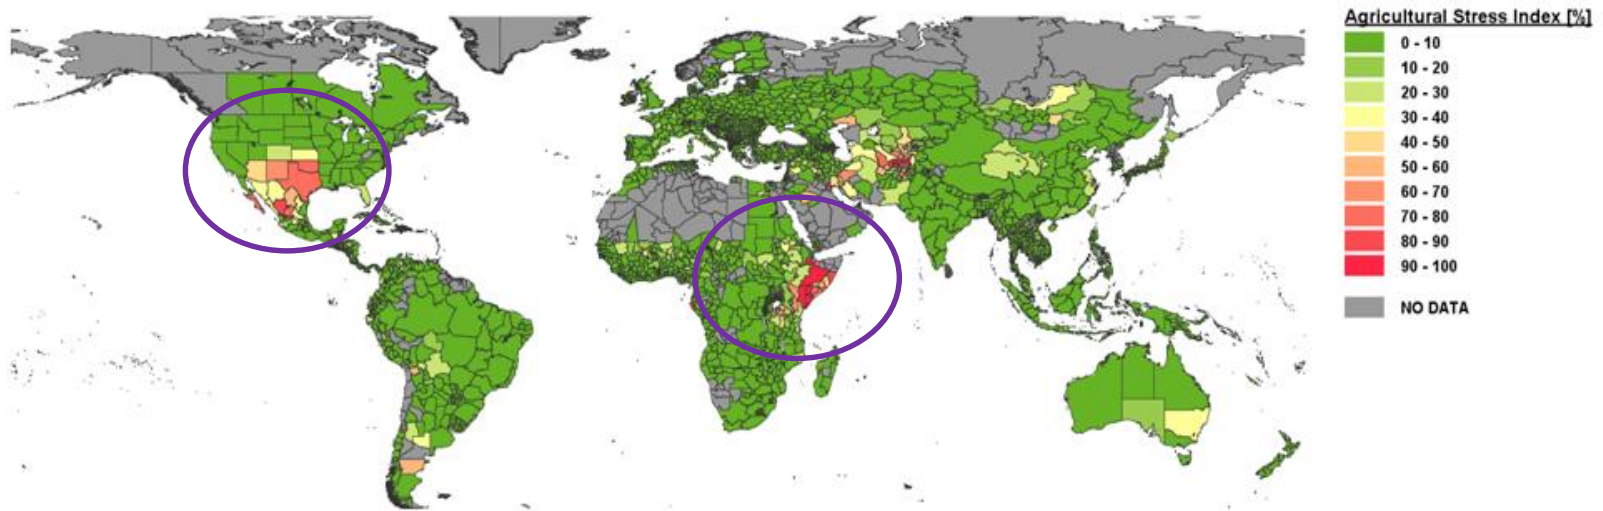 Agricultural Stress Index [%]
0 - 10
10 - 20
20 - 30
30 - 40
40 - 50
50 - 60
60 - 70
70 - 80
80 - 90
90 - 100
NO DATA